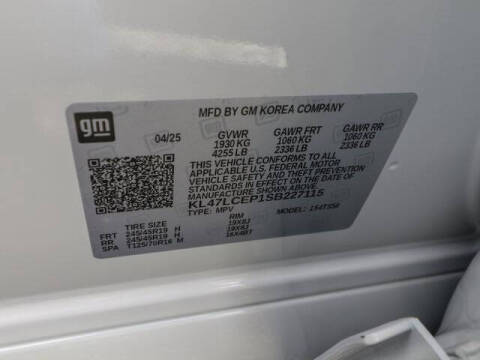 MFD BY GM KOREA COMPANY
gm
04/25 GVWR GAWR FRT GAWR RR
1930 KG 1060 KG 1060 KG
4255 LB 2336 LB 2336 LB
THIS VEHICLE CONFORMS TO ALL
APPLICABLE U.S. FEDERAL MOTOR
VEHICLE SAFETY AND THEFT
PREVENTION STANDARDS IN EFFECT ON THE DATE OF
MANUFACTURE SHOWN ABOVE.
KL47LCEP1SB227115
TYPE: MPV MODEL:
TIRE SIZE RIM
FRT 245/45R19 H 19X8J
RR 245/45R19 H 19X8J
SPA T125/70R16 M 16X4BT